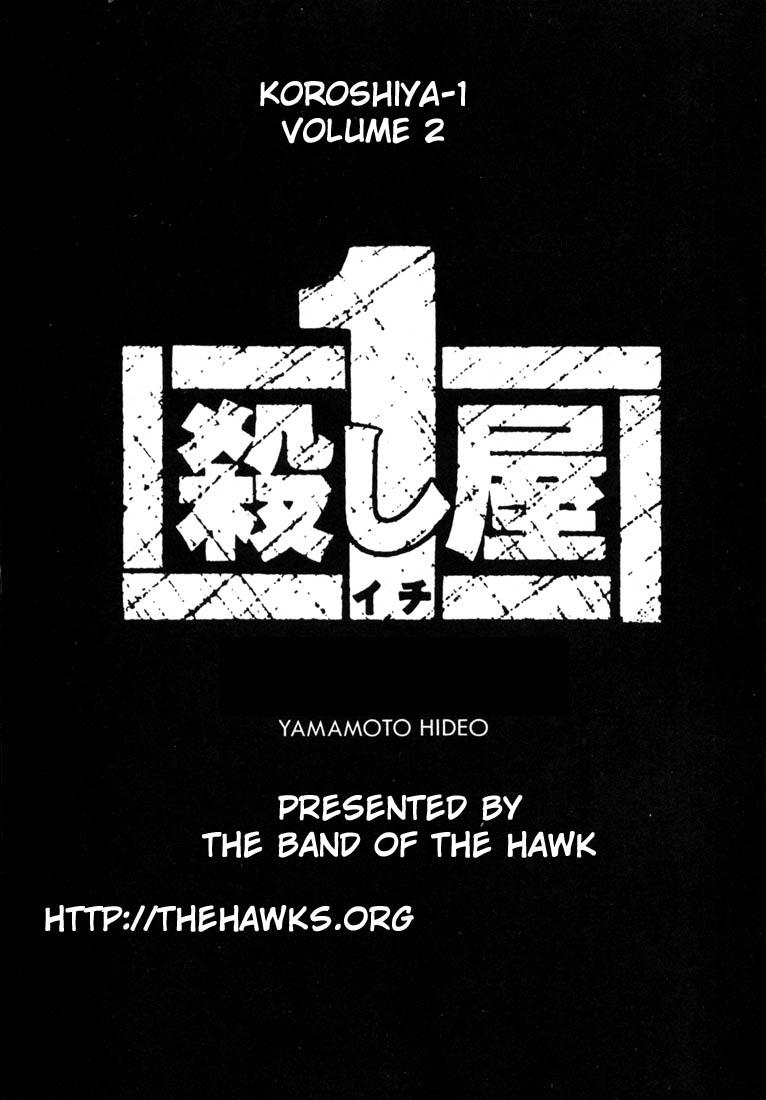 KOROSHIYA-1
VOLUME 2
1
殺し屋
イチ
YAMAMOTO HIDEO
PRESENTED BY
THE BAND OF THE HAWK
HTTP://THEHAWKS.ORG